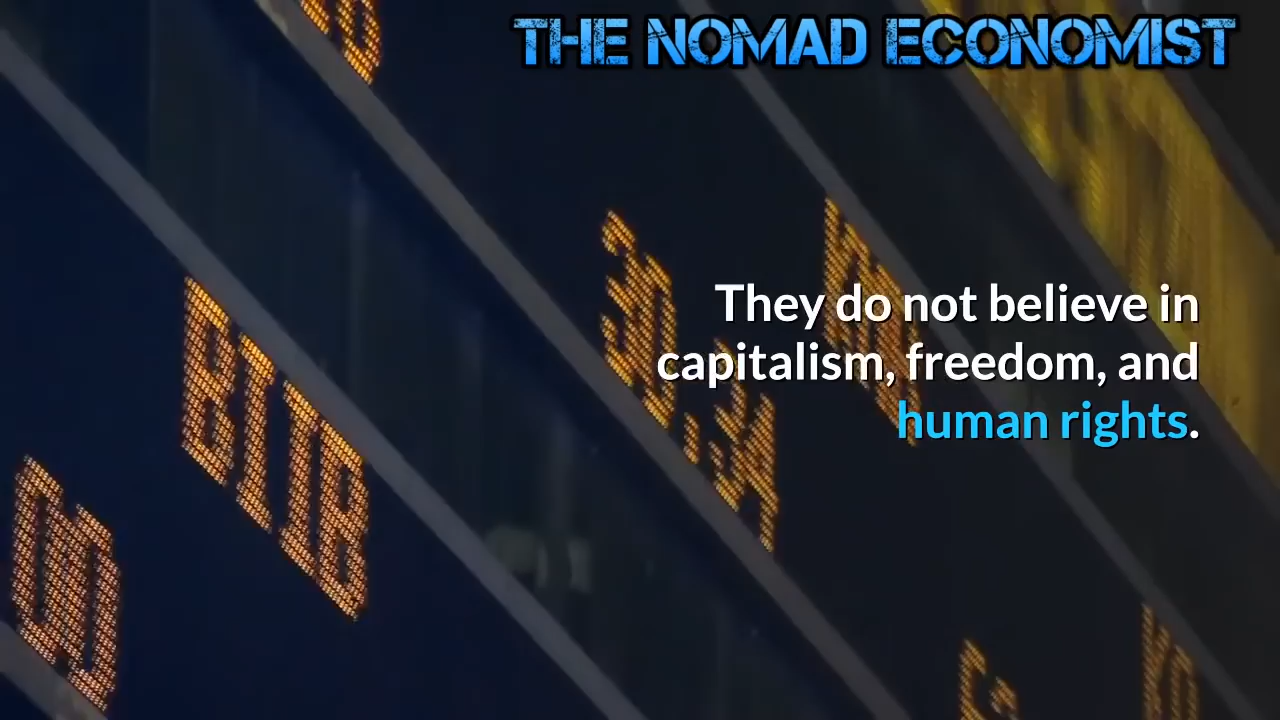 THE NOMAD ECONOMIST
They do not believe in
capitalism, freedom, and
human rights.